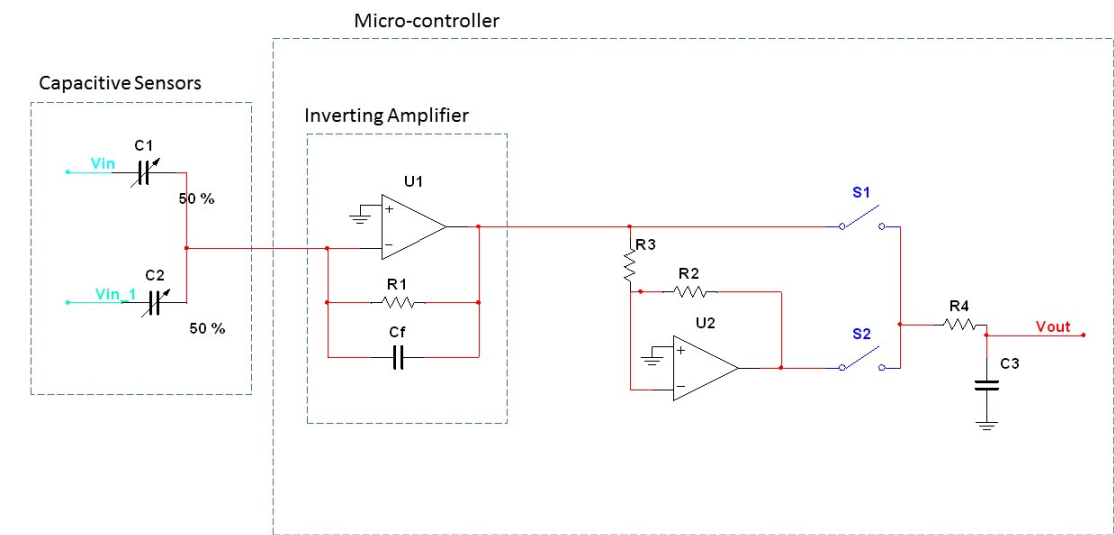 Micro-controller
Capacitive Sensors
Inverting Amplifier
C1
Vin
50 %
U1
+
−
S1
R3
C2
Vin_1
50 %
R1
Cf
R2
U2
+
−
S2
R4
Vout
C3